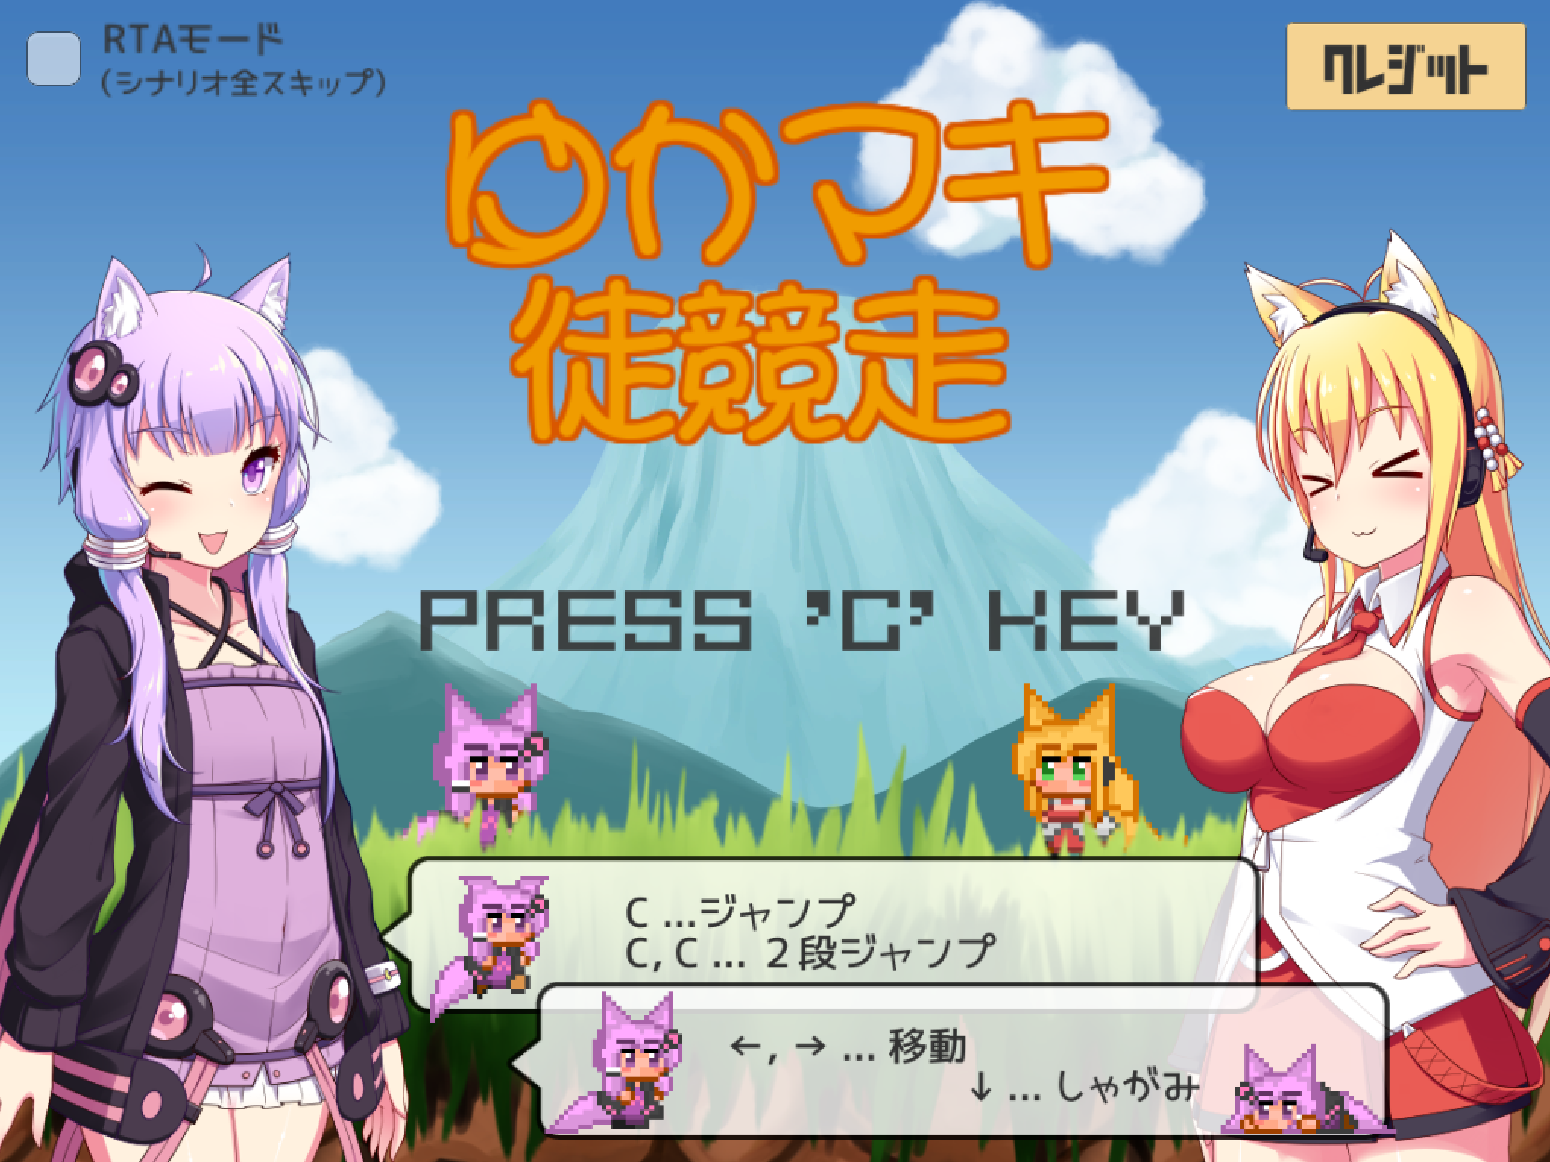 RTAモード
(シナリオ全スキップ)
クレジット
ゆかマキ
徒競走
PRESS 'C' KEY
C ...ジャンプ
C, C ... 2段ジャンプ
←, → ... 移動
↓ ... しゃがみ